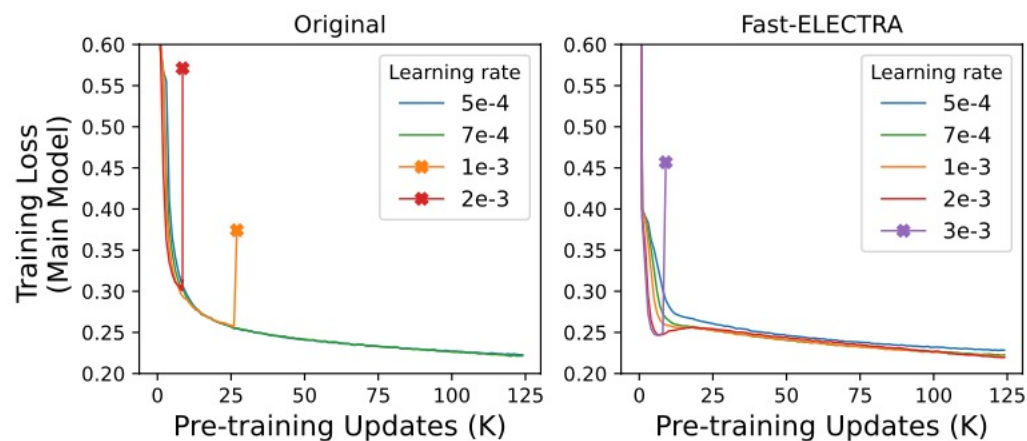 Original
Training Loss
(Main Model)
0.60
0.55
0.50
0.45
0.40
0.35
0.30
0.25
0.20
Learning rate
5e-4
7e-4
1e-3
2e-3
0
25
50
75
100
125
Pre-training Updates (K)
Fast-ELECTRA
0.60
0.55
0.50
0.45
0.40
0.35
0.30
0.25
0.20
Learning rate
5e-4
7e-4
1e-3
2e-3
3e-3
0
25
50
75
100
125
Pre-training Updates (K)